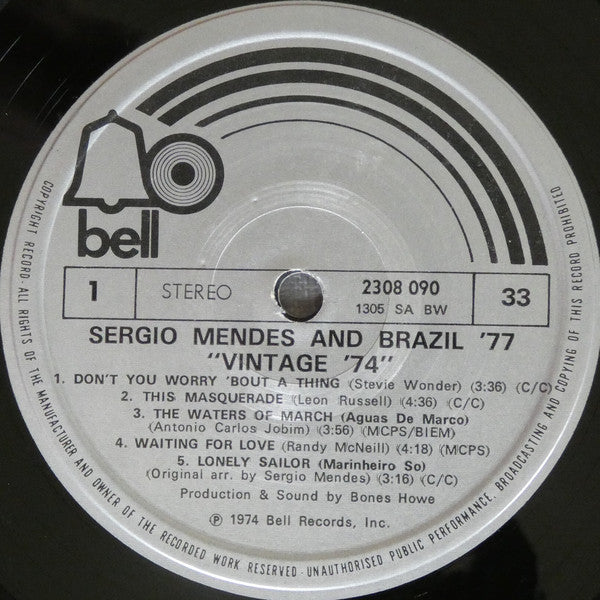 bell
1
STEREO
2308 090
1305 SA BW
33
SERGIO MENDES AND BRAZIL '77
"VINTAGE '74"
1. DON'T YOU WORRY 'BOUT A THING (Stevie Wonder) (3:36) (C/C)
2. THIS MASQUERADE (Leon Russell) (4:36) (C/C)
3. THE WATERS OF MARCH (Aguas De Marco)
(Antonio Carlos Jobim) (3:56) (MCPS/BIEM)
4. WAITING FOR LOVE (Randy McNeill) (4:18) (MCPS)
5. LONELY SAILOR (Marinheiro So)
(Original arr. by Sergio Mendes) (3:16) (C/C)
Production & Sound by Bones Howe
℗ 1974 Bell Records, Inc.
COPYRIGHT RECORD · ALL RIGHTS OF THE MANUFACTURER AND OWNER OF THE RECORDED WORK RESERVED · UNAUTHORISED PUBLIC PERFORMANCE, BROADCASTING AND COPYING OF THIS RECORD PROHIBITED